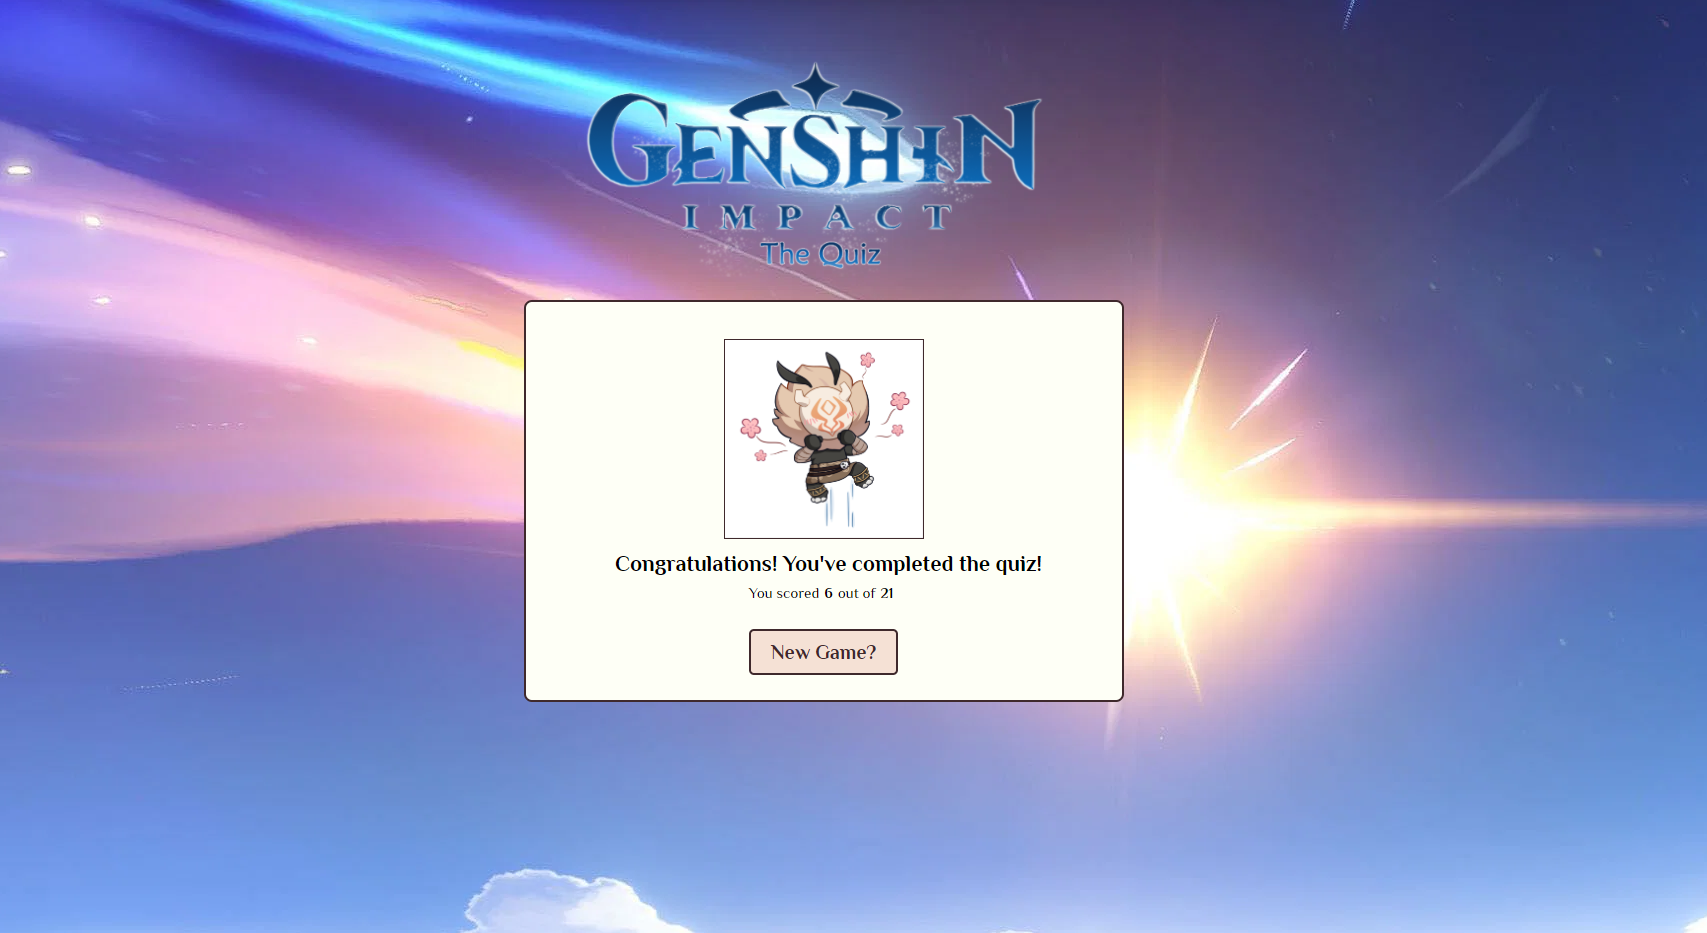 GENSHIN
IMPACT
The Quiz
Congratulations! You've completed the quiz!
You scored 6 out of 21
New Game?